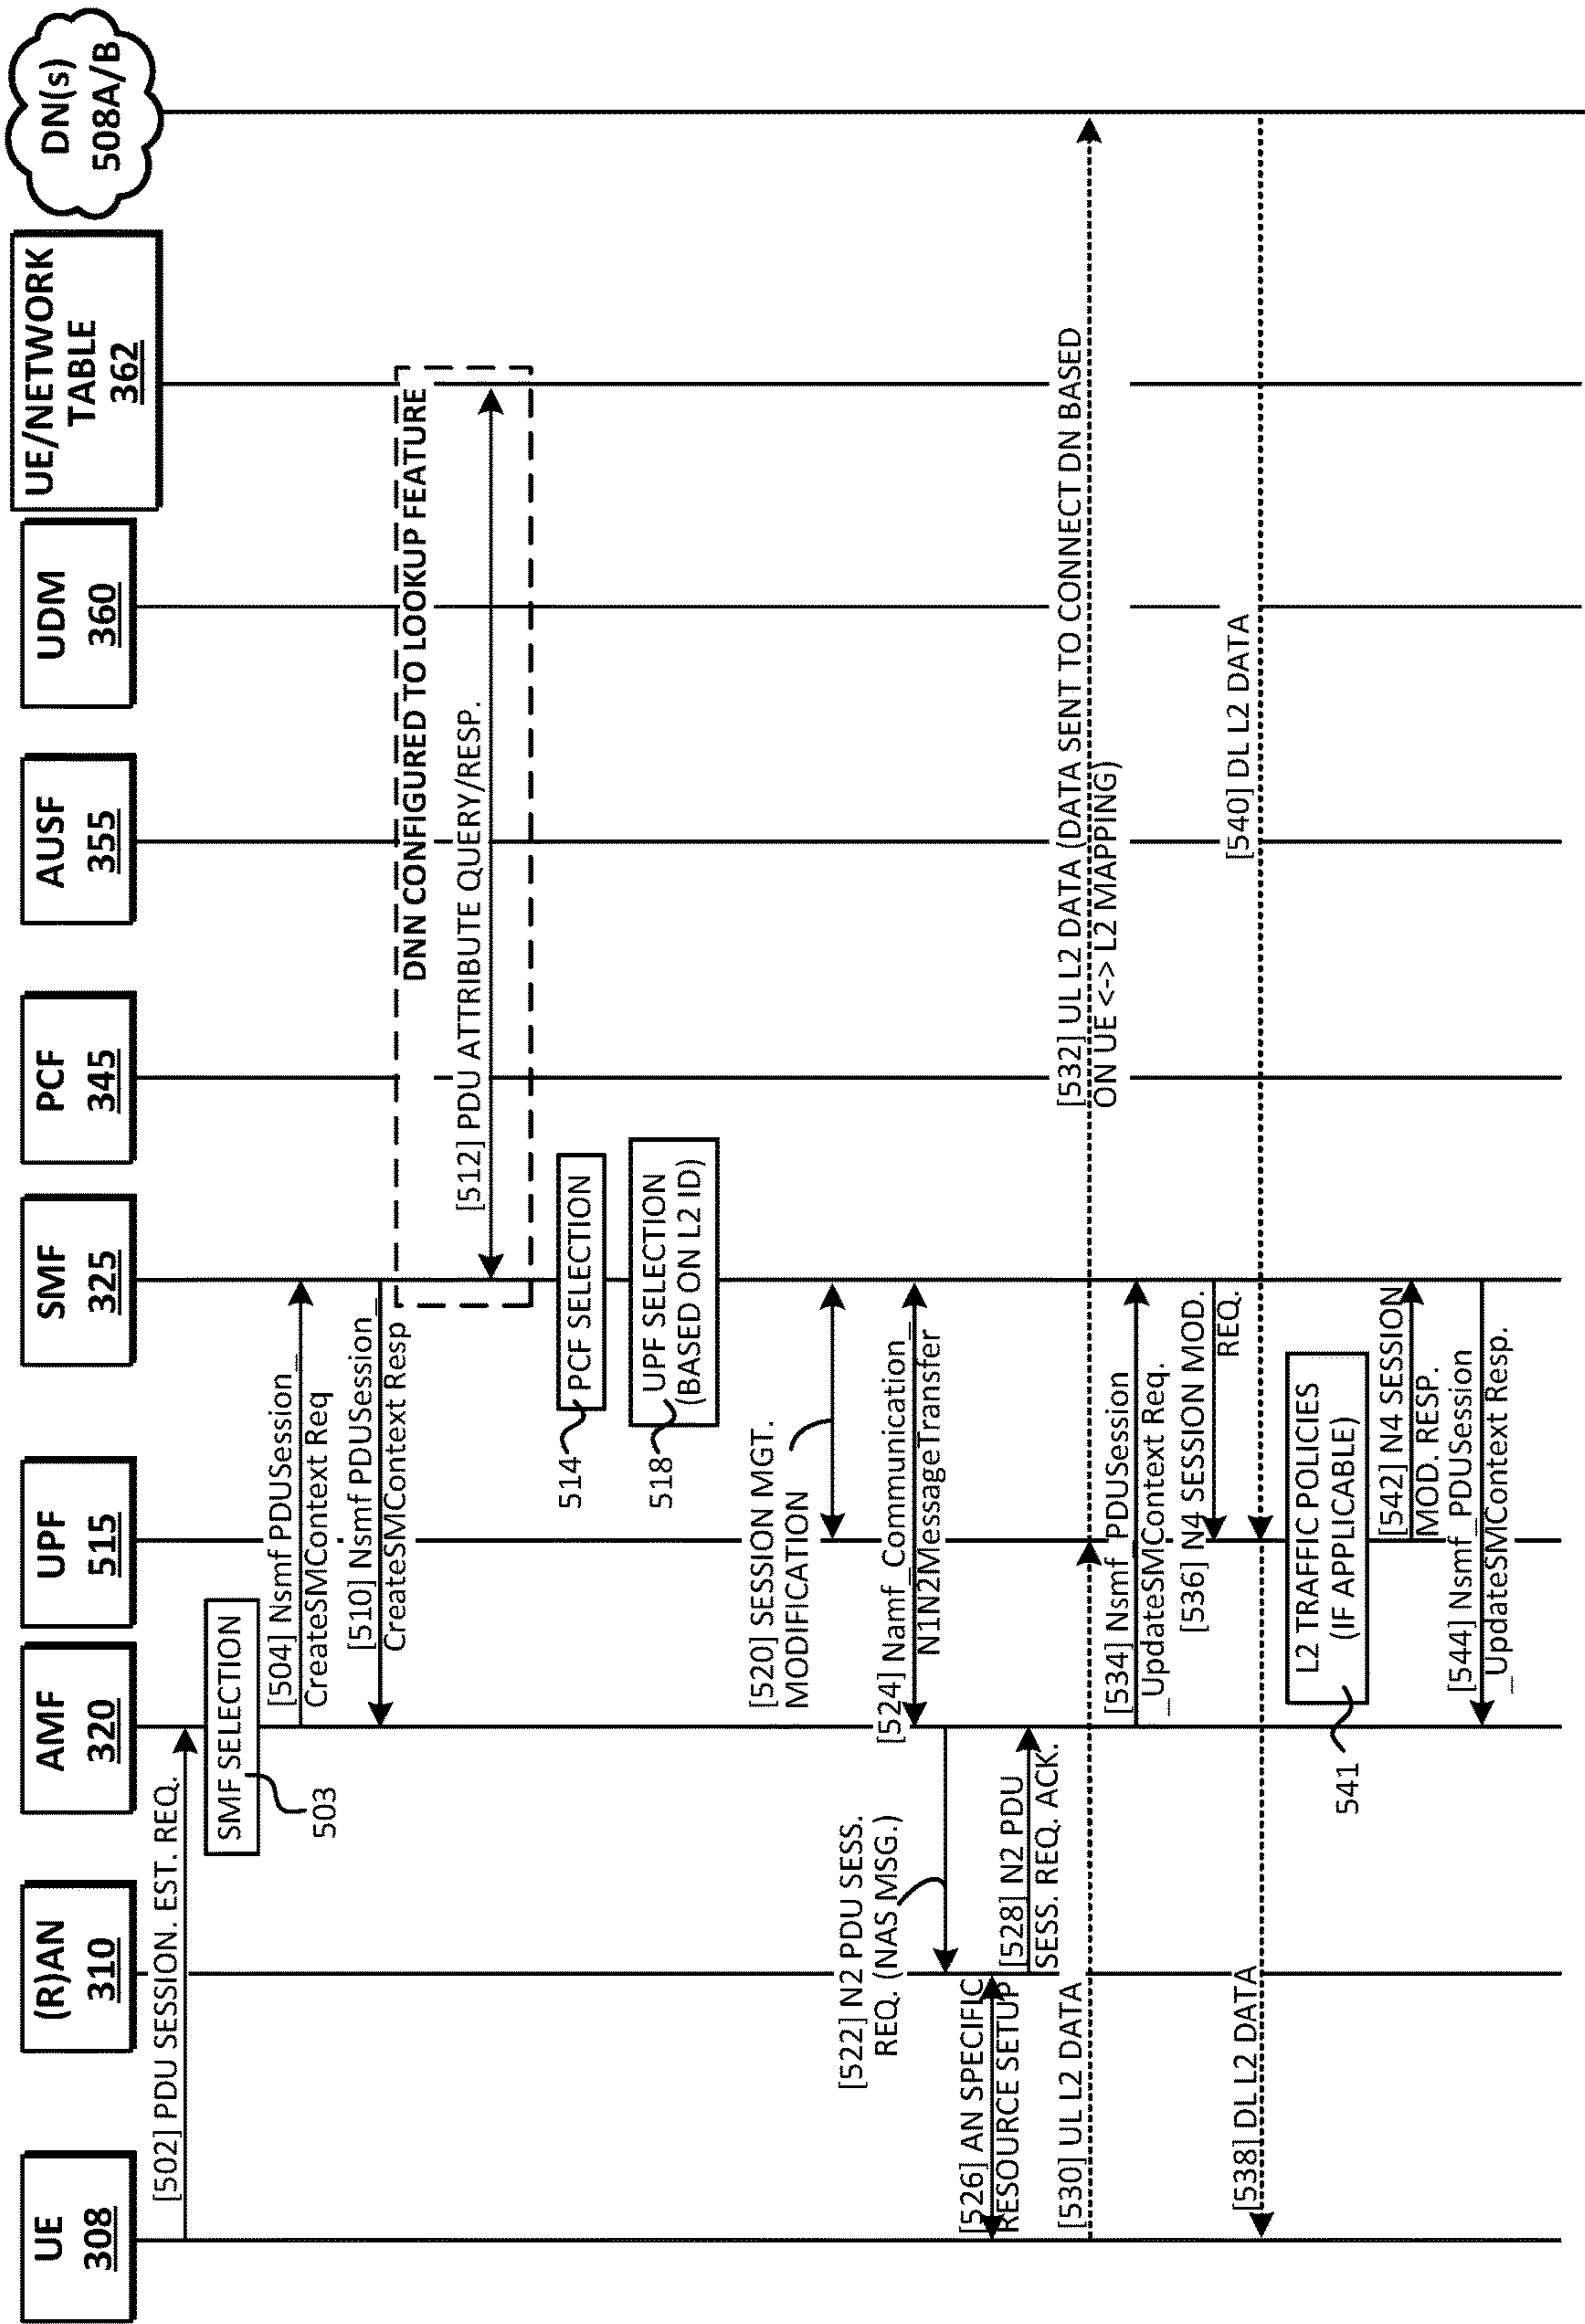 UE
308
(R)AN
310
AMF
320
UPF
515
SMF
325
PCF
345
AUSF
355
UDM
360
UE/NETWORK
TABLE
362
DN(s)
508A/B
[502] PDU SESSION. EST. REQ.
SMF SELECTION
503
[504] Nsmf PDUSession_
CreateSMContext Req
[510] Nsmf PDUSession_
CreateSMContext Resp
DNN CONFIGURED TO LOOKUP FEATURE
[512] PDU ATTRIBUTE QUERY/RESP.
PCF SELECTION
514
UPF SELECTION
(BASED ON L2 ID)
518
[520] SESSION MGT.
MODIFICATION
[524] Namf_Communication_
N1N2MessageTransfer
[522] N2 PDU SESS.
REQ. (NAS MSG.)
[526] AN SPECIFIC
RESOURCE SETUP
[528] N2 PDU
SESS. REQ. ACK.
[530] UL L2 DATA
[532] UL L2 DATA (DATA SENT TO CONNECT DN BASED
ON UE <-> L2 MAPPING)
[534] Nsmf_PDUSession
_UpdateSMContext Req.
[536] N4 SESSION MOD.
REQ.
[538] DL L2 DATA
[540] DL L2 DATA
L2 TRAFFIC POLICIES
(IF APPLICABLE)
541
[542] N4 SESSION
MOD. RESP.
[544] Nsmf_PDUSession
_UpdateSMContext Resp.